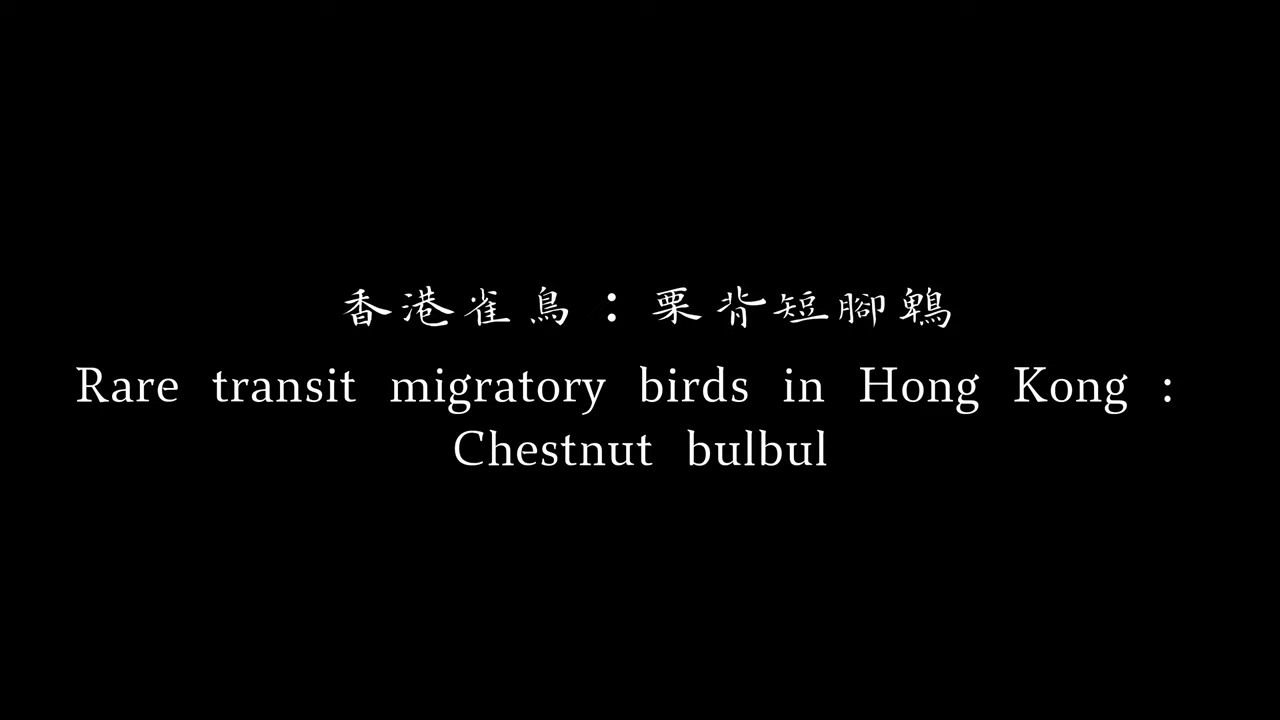 香港雀鳥：栗背短腳鵯
Rare transit migratory birds in Hong Kong :
Chestnut bulbul